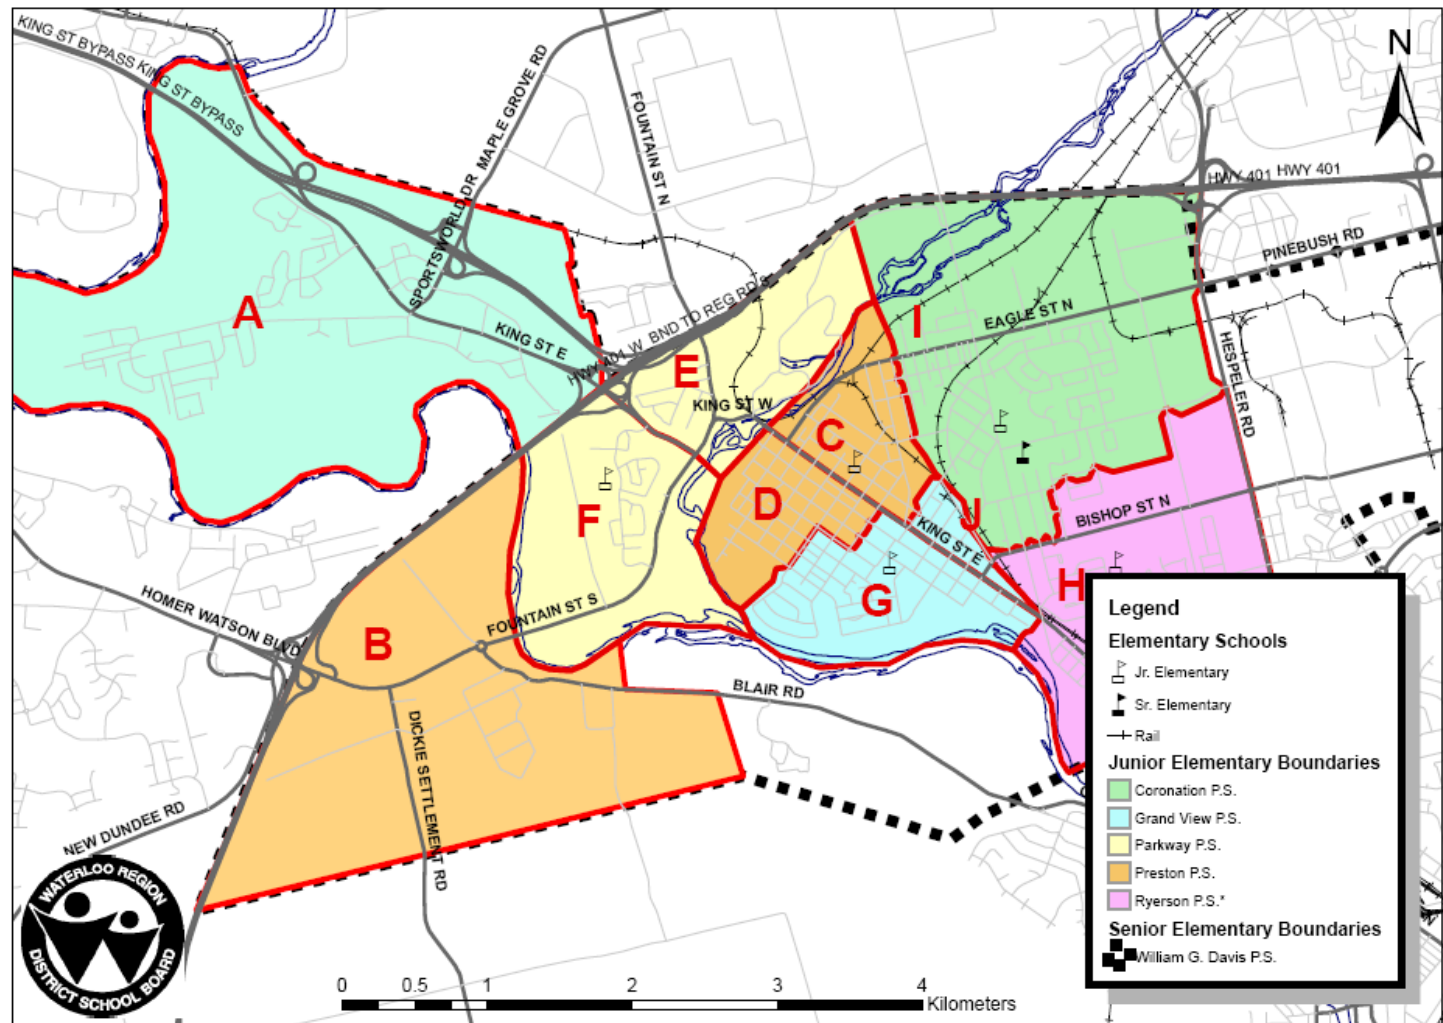 KING ST BYPASS KING ST BYPASS
MAPLE GROVE RD
FOUNTAIN ST N
N
HWY 401 HWY 401
SPORTSWORLD DR
PINEBUSH RD
A
KING ST E
HWY 401 W BND TO REG RD 8
I
EAGLE ST N
HESPELER RD
E
KING ST W
C
D
F
J
BISHOP ST N
KING ST E
HOMER WATSON BLVD
FOUNTAIN ST S
G
H
B
BLAIR RD
DICKIE SETTLEMENT RD
NEW DUNDEE RD
WATERLOO REGION
DISTRICT SCHOOL BOARD
Legend
Elementary Schools
Jr. Elementary
Sr. Elementary
Rail
Junior Elementary Boundaries
Coronation P.S.
Grand View P.S.
Parkway P.S.
Preston P.S.
Ryerson P.S.*
Senior Elementary Boundaries
William G. Davis P.S.
0 0.5 1 2 3 4
Kilometers